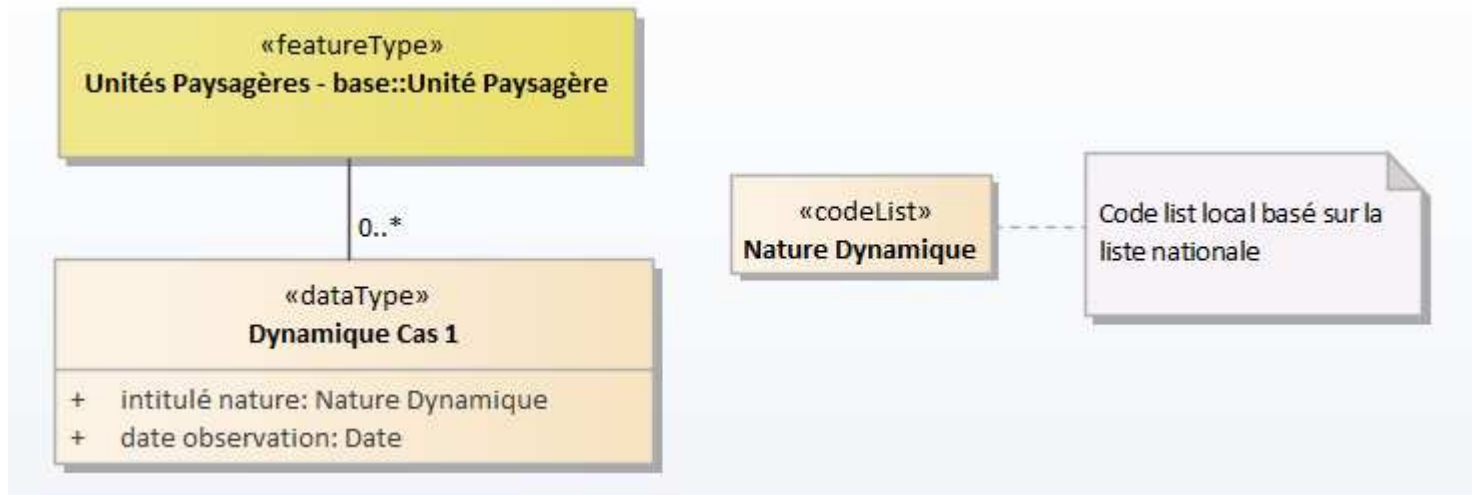 «featureType»
Unités Paysagères - base::Unité Paysagère
0..*
«dataType»
Dynamique Cas 1
+ intitulé nature: Nature Dynamique
+ date observation: Date
«codeList»
Nature Dynamique
Code list local basé sur la
liste nationale